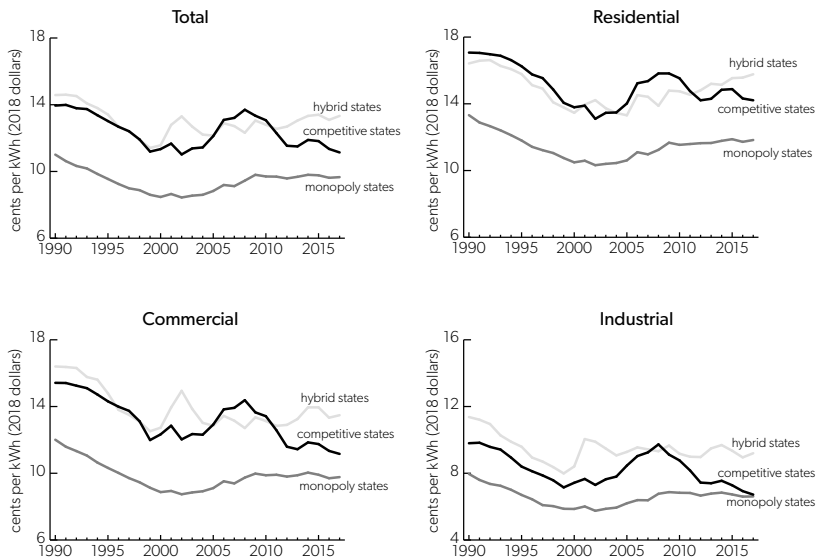 Total
cents per kWh (2018 dollars)
18
14
10
6
hybrid states
competitive states
monopoly states
1990 1995 2000 2005 2010 2015
Residential
cents per kWh (2018 dollars)
18
14
10
6
hybrid states
competitive states
monopoly states
1990 1995 2000 2005 2010 2015
Commercial
cents per kWh (2018 dollars)
18
14
10
6
hybrid states
competitive states
monopoly states
1990 1995 2000 2005 2010 2015
Industrial
cents per kWh (2018 dollars)
16
12
8
4
hybrid states
competitive states
monopoly states
1990 1995 2000 2005 2010 2015